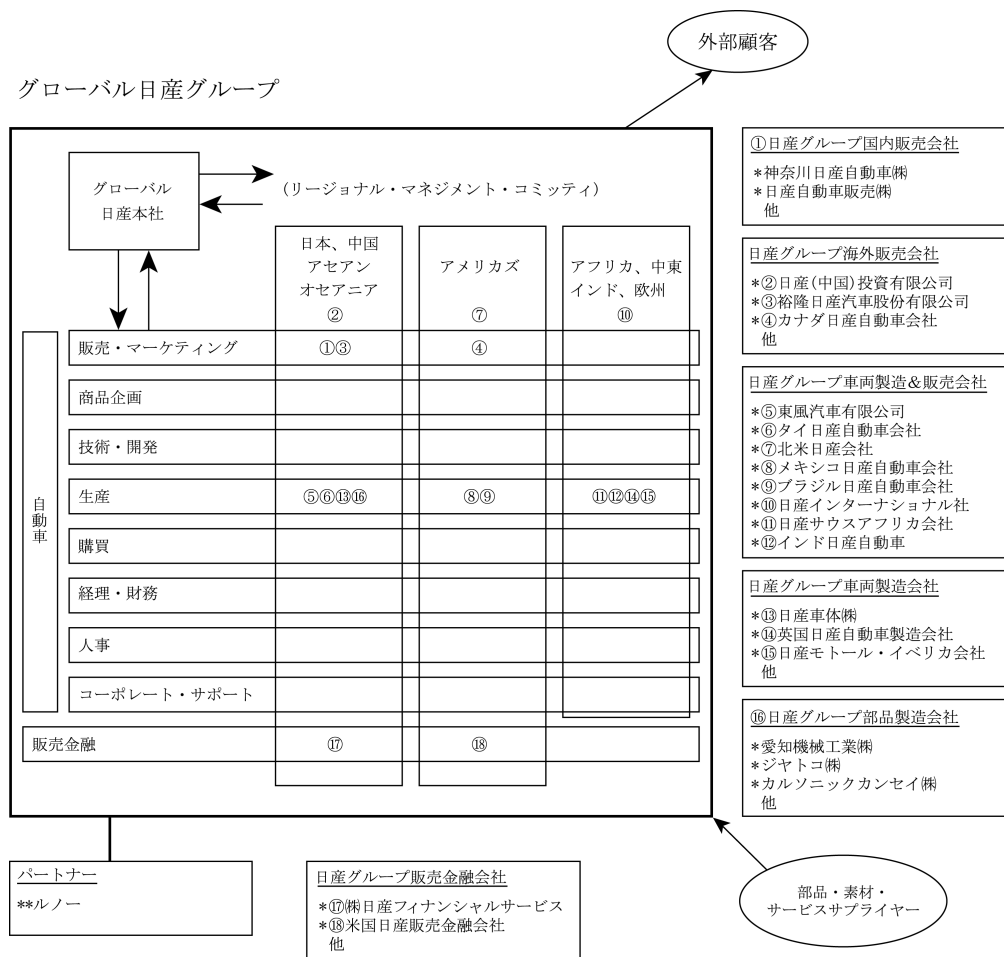 外部顧客
グローバル日産グループ
グローバル
日産本社
(リージョナル・マネジメント・コミッティ)
日本、中国
アセアン
オセアニア
②
アメリカズ
⑦
アフリカ、中東
インド、欧州
⑩
自動車
販売・マーケティング ①③ ④
商品企画
技術・開発
生産 ⑤⑥⑬⑯ ⑧⑨ ⑪⑫⑭⑮
購買
経理・財務
人事
コーポレート・サポート
販売金融 ⑰ ⑱
①日産グループ国内販売会社
*神奈川日産自動車㈱
*日産自動車販売㈱
他
日産グループ海外販売会社
*②日産(中国)投資有限公司
*③裕隆日産汽車股份有限公司
*④カナダ日産自動車会社
他
日産グループ車両製造&販売会社
*⑤東風汽車有限公司
*⑥タイ日産自動車会社
*⑦北米日産会社
*⑧メキシコ日産自動車会社
*⑨ブラジル日産自動車会社
*⑩日産インターナショナル社
*⑪日産サウスアフリカ会社
*⑫インド日産自動車
日産グループ車両製造会社
*⑬日産車体㈱
*⑭英国日産自動車製造会社
*⑮日産モトール・イベリカ会社
他
⑯日産グループ部品製造会社
*愛知機械工業㈱
*ジヤトコ㈱
*カルソニックカンセイ㈱
他
パートナー
**ルノー
日産グループ販売金融会社
*⑰㈱日産フィナンシャルサービス
*⑱米国日産販売金融会社
他
部品・素材・
サービスサプライヤー